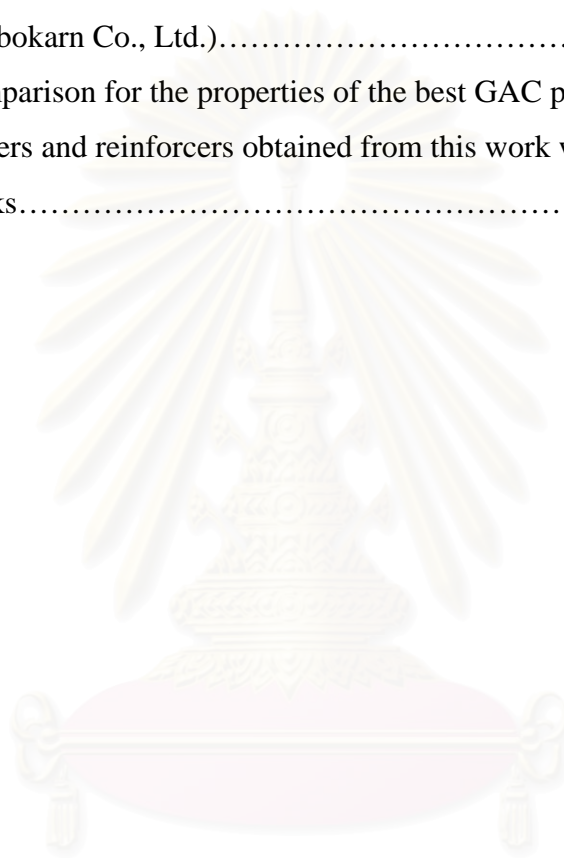 bokarn Co., Ltd.)……………………………
parison for the properties of the best GAC p
ers and reinforcers obtained from this work
ks………………………………………………